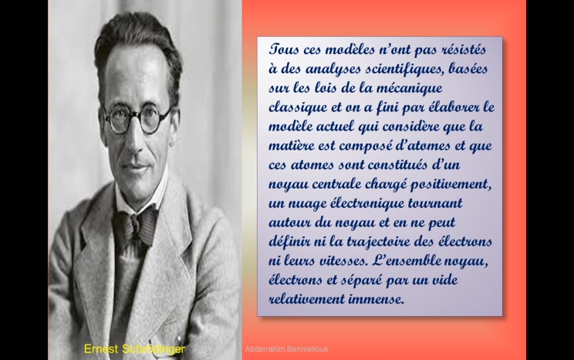 Tous ces modèles n'ont pas résistés
à des analyses scientifiques, basées
sur les lois de la mécanique
classique et on a fini par élaborer le
modèle actuel qui considère que la
matière est composé d'atomes et que
ces atomes sont constitués d'un
noyau centrale chargé positivement,
un nuage électronique tournant
autour du noyau et en ne peut
définir ni la trajectoire des électrons
ni leurs vitesses. L'ensemble noyau,
électrons et séparé par un vide
relativement immense.
Ernest Schrödinger
Abderrahim Benmellouk